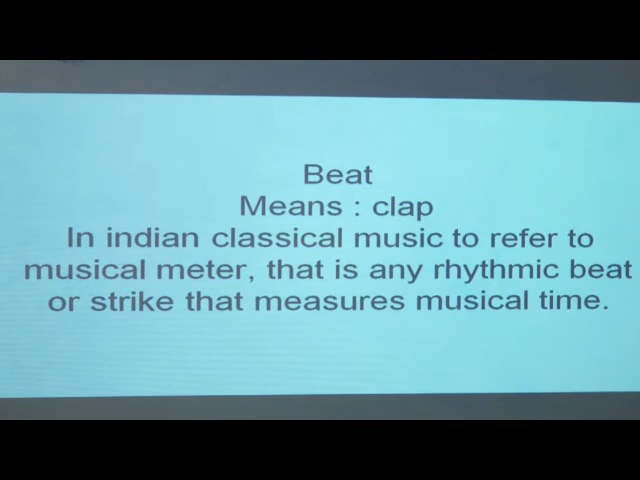 Beat
Means : clap
In indian classical music to refer to
musical meter, that is any rhythmic beat
or strike that measures musical time.